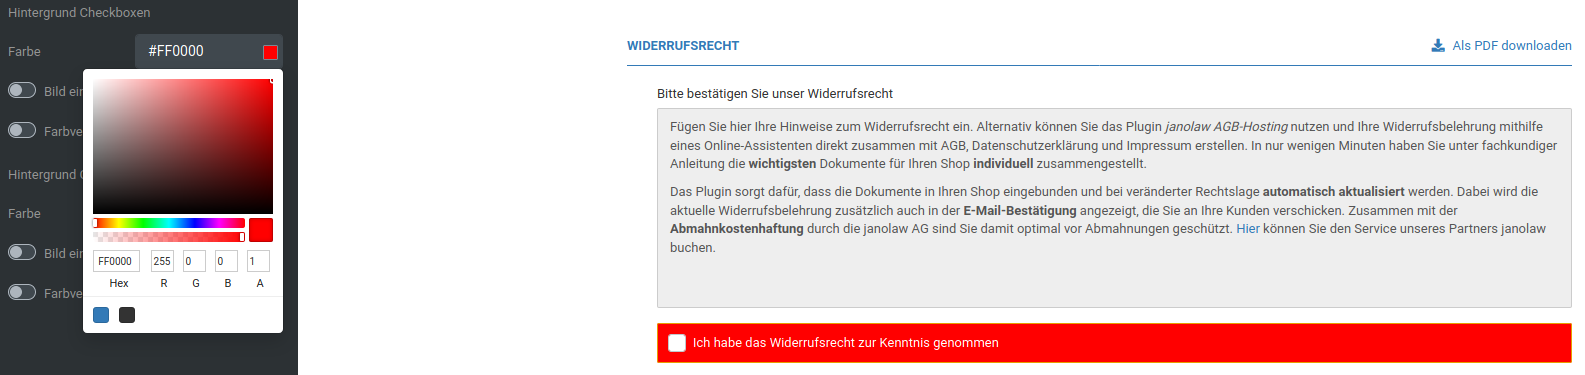 Hintergrund Checkboxen
Farbe
#FF0000
Bild ein
Farbve
Hintergrund
Farbe
Bild ein
Farbve
FF0000
255
0
0
1
Hex
R
G
B
A
WIDERRUFSRECHT
Als PDF downloaden
Bitte bestätigen Sie unser Widerrufsrecht
Fügen Sie hier Ihre Hinweise zum Widerrufsrecht ein. Alternativ können Sie das Plugin janolaw AGB-Hosting nutzen und Ihre Widerrufsbelehrung mithilfe
eines Online-Assistenten direkt zusammen mit AGB, Datenschutzerklärung und Impressum erstellen. In nur wenigen Minuten haben Sie unter fachkundiger
Anleitung die wichtigsten Dokumente für Ihren Shop individuell zusammengestellt.
Das Plugin sorgt dafür, dass die Dokumente in Ihren Shop eingebunden und bei veränderter Rechtslage automatisch aktualisiert werden. Dabei wird die
aktuelle Widerrufsbelehrung zusätzlich auch in der E-Mail-Bestätigung angezeigt, die Sie an Ihre Kunden verschicken. Zusammen mit der
Abmahnkostenhaftung durch die janolaw AG sind Sie damit optimal vor Abmahnungen geschützt. Hier können Sie den Service unseres Partners janolaw
buchen.
Ich habe das Widerrufsrecht zur Kenntnis genommen